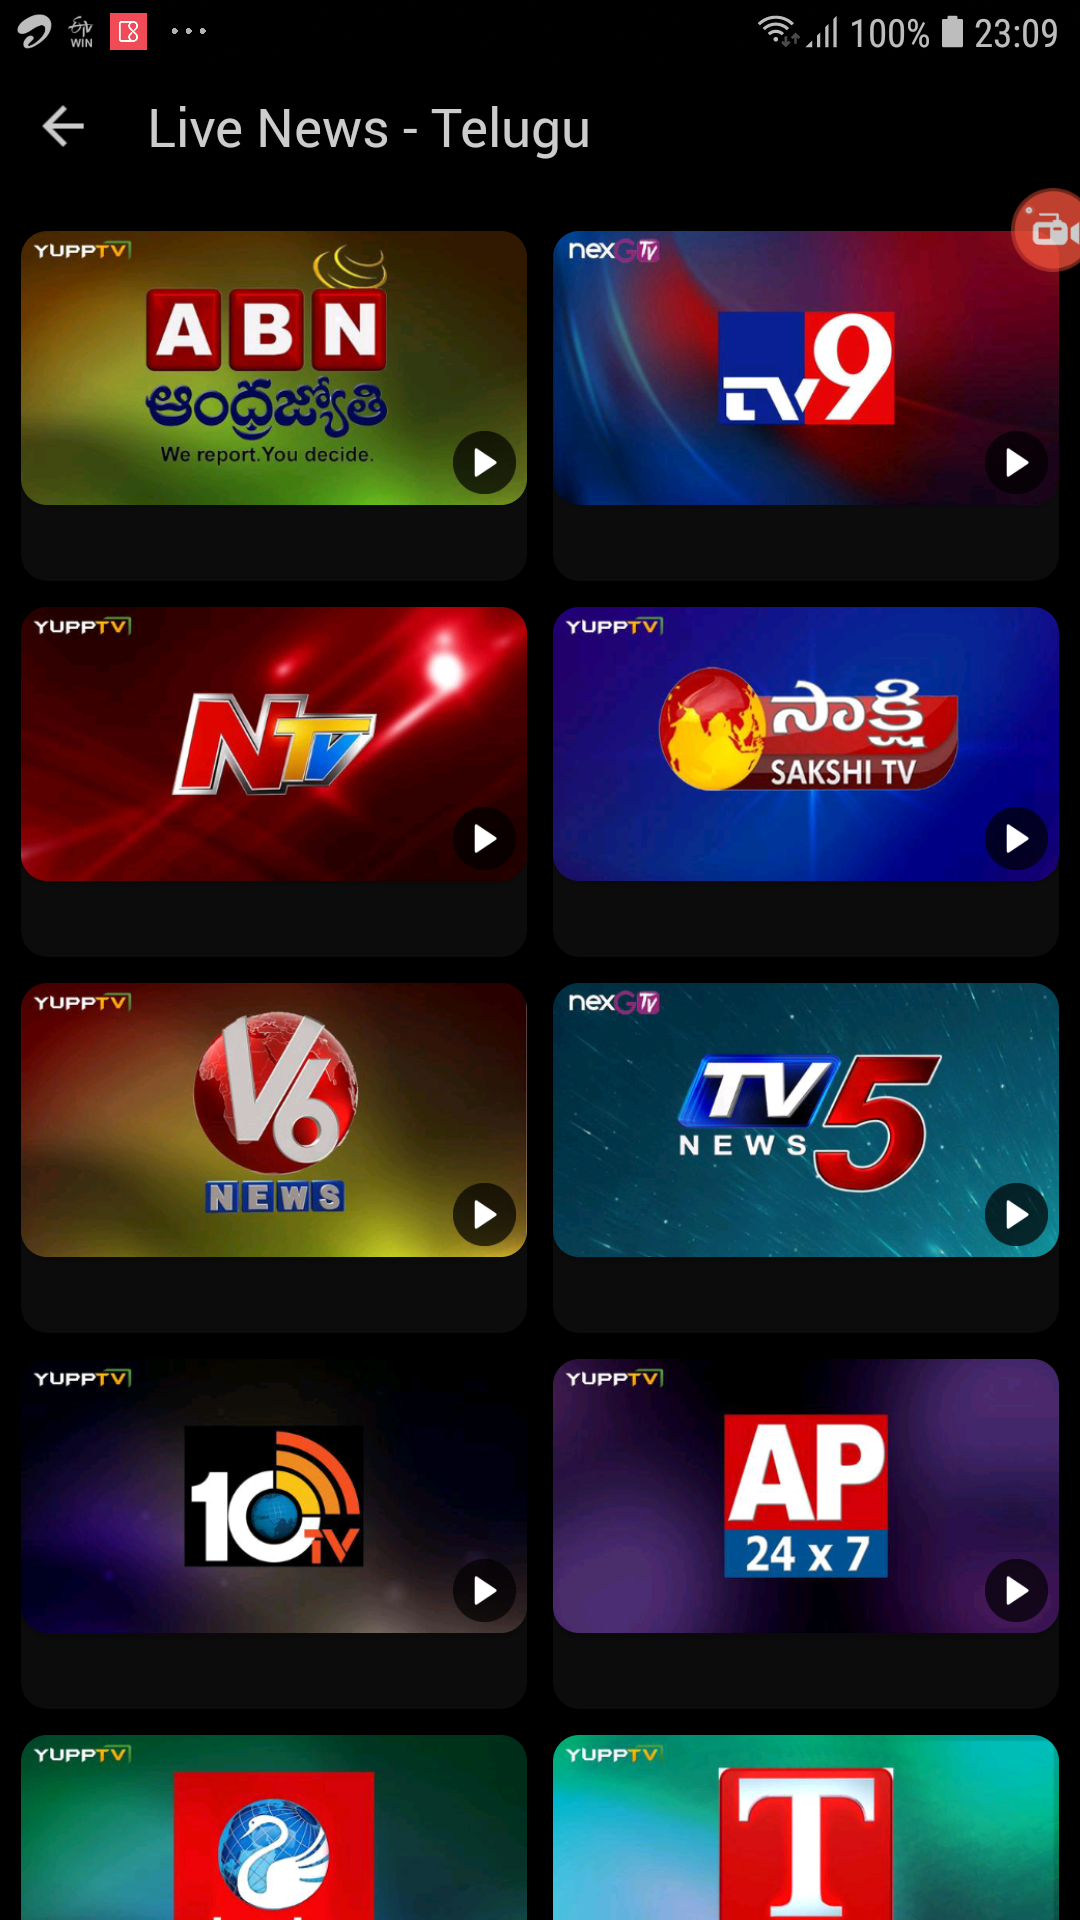 ETV WIN
100% 23:09
Live News - Telugu
YUPPTV
ABN
ఆంధ్రజ్యోతి
We report.You decide.
nexGTV
TV9
YUPPTV
NTV
YUPPTV
సాక్షి
SAKSHI TV
YUPPTV
V6
NEWS
nexGTV
TV5
NEWS
YUPPTV
10TV
YUPPTV
AP
24 x 7
YUPPTV
YUPPTV
T